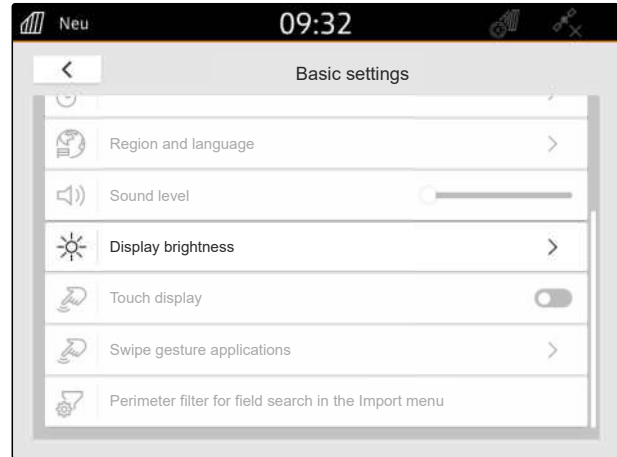 Neu
09:32
Basic settings
Region and language
Sound level
Display brightness
Touch display
Swipe gesture applications
Perimeter filter for field search in the Import menu